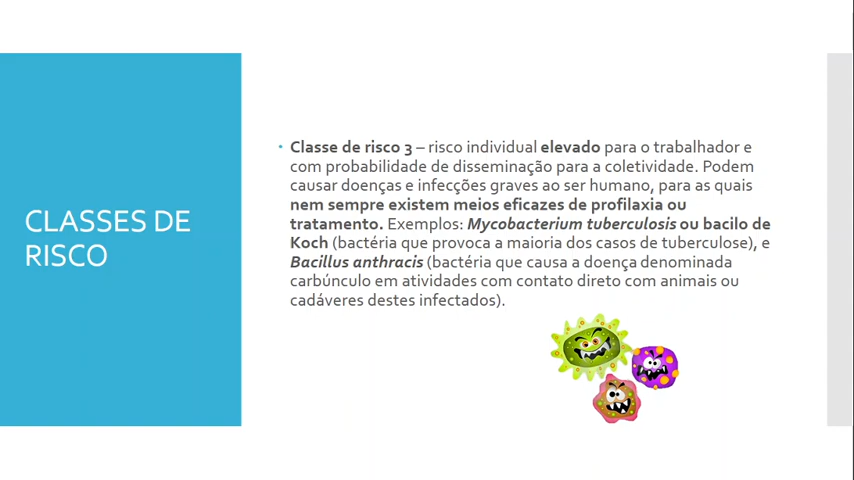 CLASSES DE
RISCO
• Classe de risco 3 – risco individual elevado para o trabalhador e
com probabilidade de disseminação para a coletividade. Podem
causar doenças e infecções graves ao ser humano, para as quais
nem sempre existem meios eficazes de profilaxia ou
tratamento. Exemplos: Mycobacterium tuberculosis ou bacilo de
Koch (bactéria que provoca a maioria dos casos de tuberculose), e
Bacillus anthracis (bactéria que causa a doença denominada
carbúnculo em atividades com contato direto com animais ou
cadáveres destes infectados).